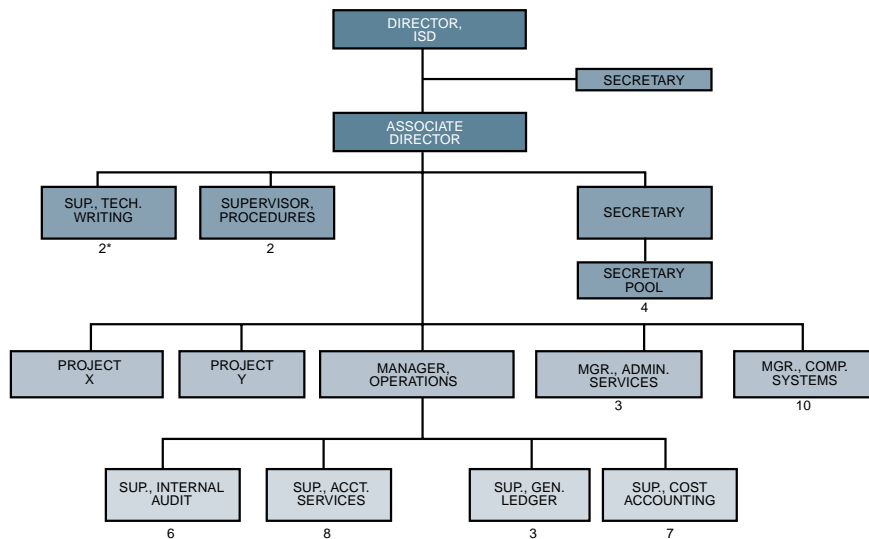 DIRECTOR,
ISD
SECRETARY
ASSOCIATE
DIRECTOR
SUP., TECH.
WRITING
2*
SUPERVISOR,
PROCEDURES
2
SECRETARY
SECRETARY
POOL
4
PROJECT
X
PROJECT
Y
MANAGER,
OPERATIONS
MGR., ADMIN.
SERVICES
3
MGR., COMP.
SYSTEMS
10
SUP., INTERNAL
AUDIT
6
SUP., ACCT.
SERVICES
8
SUP., GEN.
LEDGER
3
SUP., COST
ACCOUNTING
7